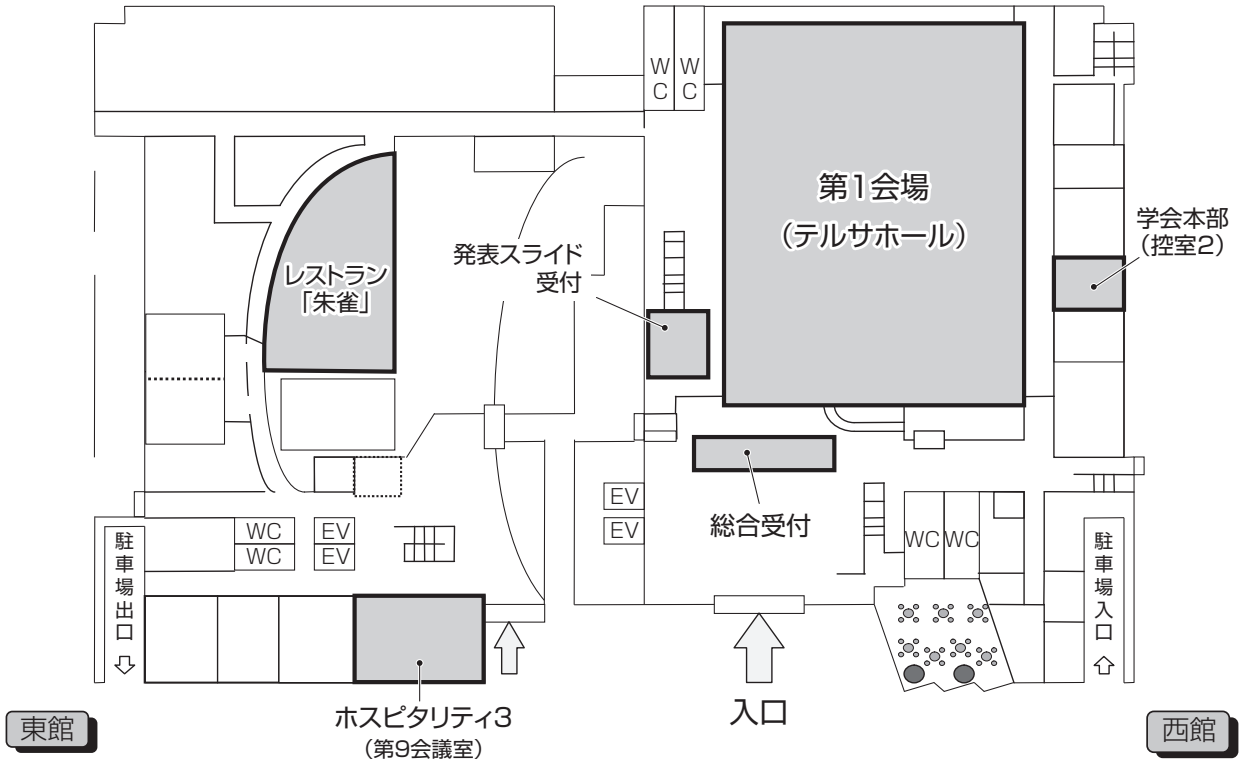 W
C
W
C
第1会場
(テルサホール)
学会本部
(控室2)
発表スライド
受付
レストラン
「朱雀」
総合受付
EV
EV
WC
WC
EV
EV
WC
WC
駐車場出口
駐車場入口
ホスピタリティ3
(第9会議室)
入口
東館
西館